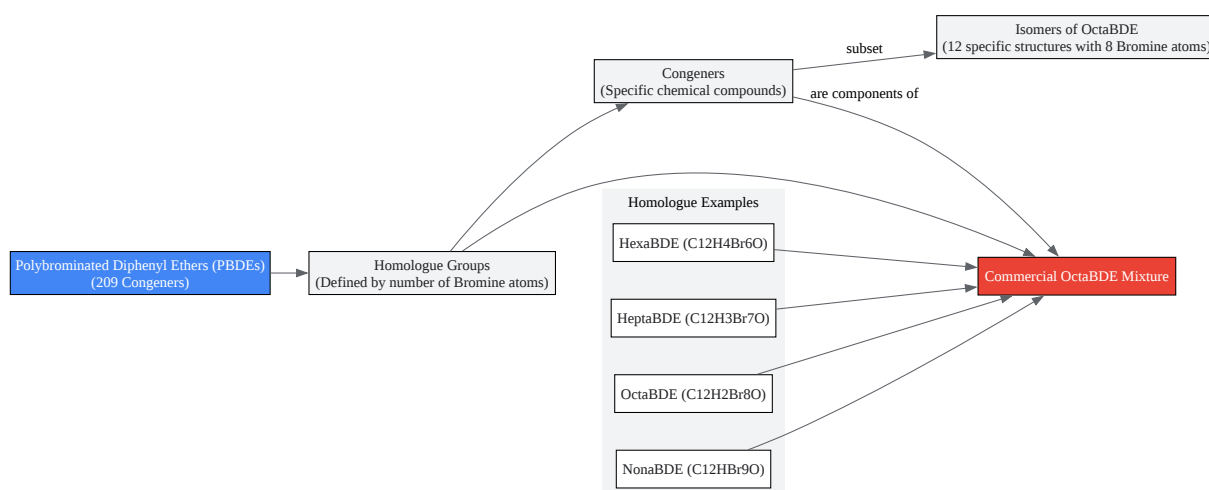 Polybrominated Diphenyl Ethers (PBDEs)
(209 Congeners)
Homologue Groups
(Defined by number of Bromine atoms)
Congeners
(Specific chemical compounds)
subset
are components of
Isomers of OctaBDE
(12 specific structures with 8 Bromine atoms)
Homologue Examples
HexaBDE (C12H4Br6O)
HeptaBDE (C12H3Br7O)
OctaBDE (C12H2Br8O)
NonaBDE (C12HBr9O)
Commercial OctaBDE Mixture